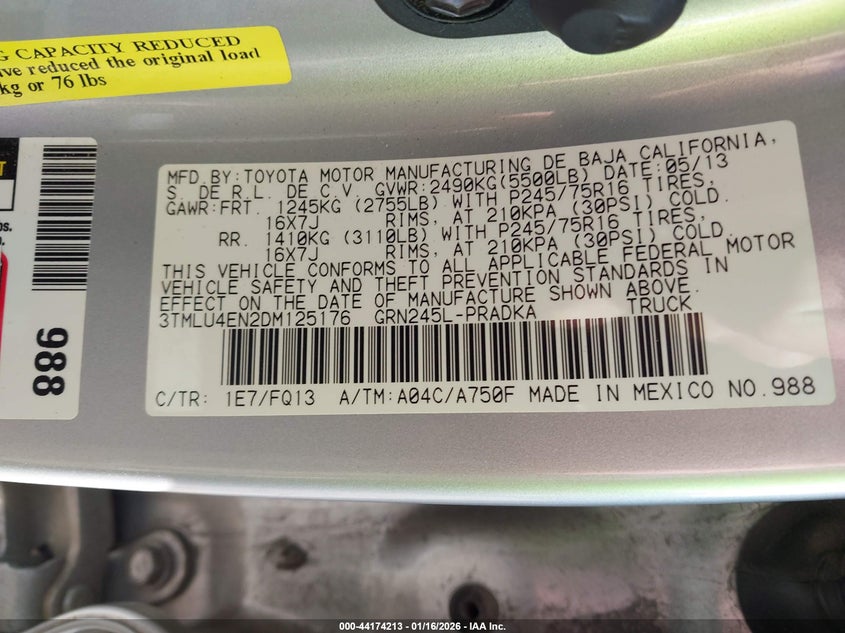 G CAPACITY REDUCED
ve reduced the original load
kg or 76 lbs
988
MFD.BY:TOYOTA MOTOR MANUFACTURING DE BAJA CALIFORNIA,
S. DE R.L. DE C.V. GVWR:2490KG(5500LB) DATE:05/13
GAWR:FRT. 1245KG (2755LB) WITH P245/75R16 TIRES,
16X7J RIMS, AT 210KPA (30PSI) COLD.
RR. 1410KG (3110LB) WITH P245/75R16 TIRES,
16X7J RIMS, AT 210KPA (30PSI) COLD.
THIS VEHICLE CONFORMS TO ALL APPLICABLE FEDERAL MOTOR
VEHICLE SAFETY AND THEFT PREVENTION STANDARDS IN
EFFECT ON THE DATE OF MANUFACTURE SHOWN ABOVE.
3TMLU4EN2DM125176 GRN245L-PRADKA TRUCK
C/TR: 1E7/FQ13 A/TM:A04C/A750F MADE IN MEXICO NO.988
000-44174213 - 01/16/2026 - IAA Inc.